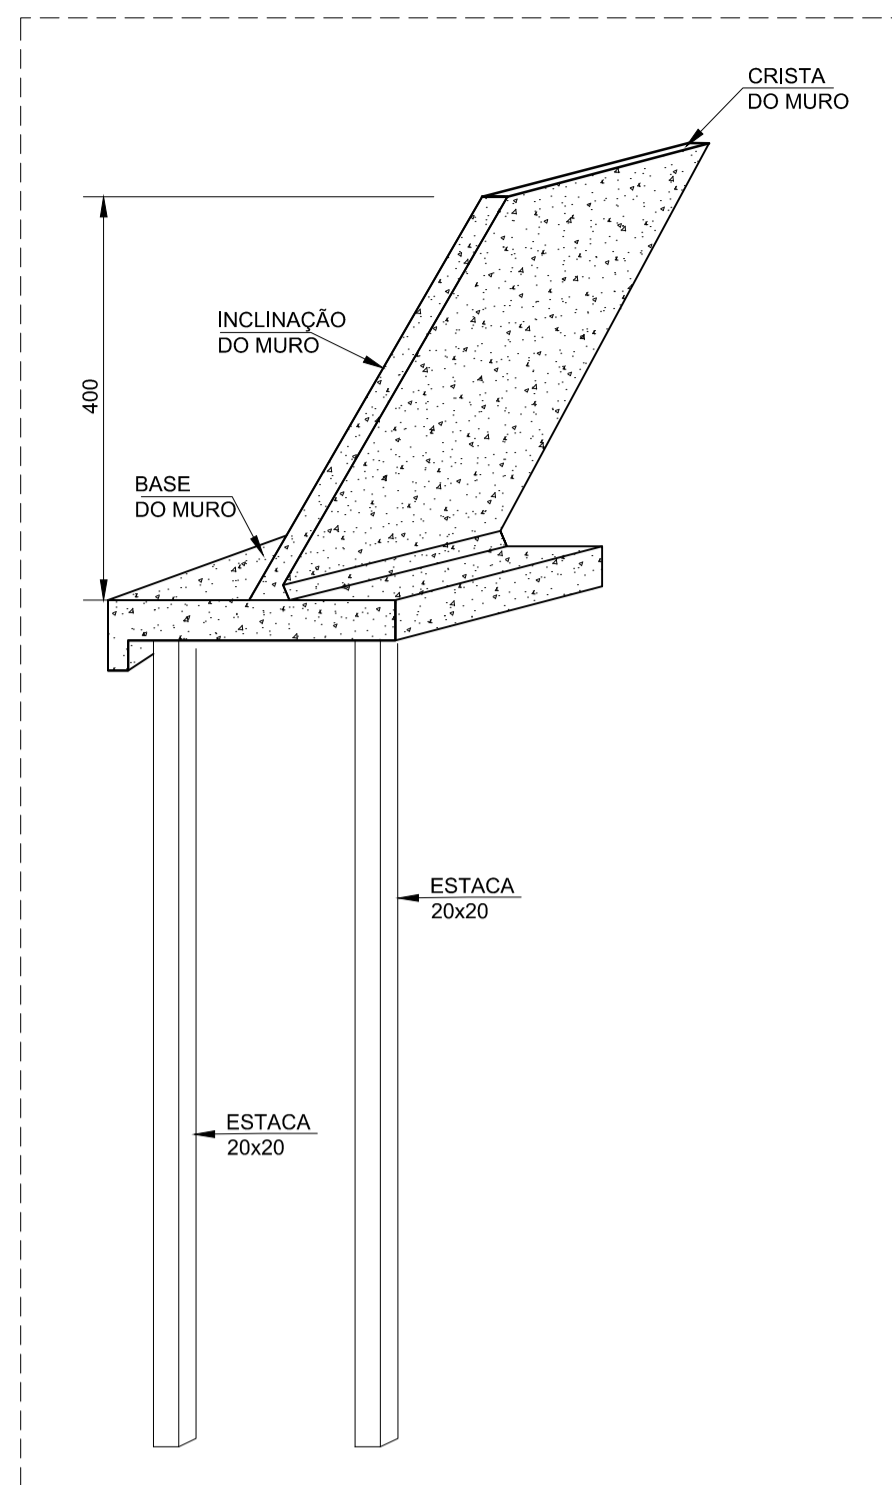 CRISTA
DO MURO
INCLINAÇÃO
DO MURO
400
BASE
DO MURO
ESTACA
20x20
ESTACA
20x20